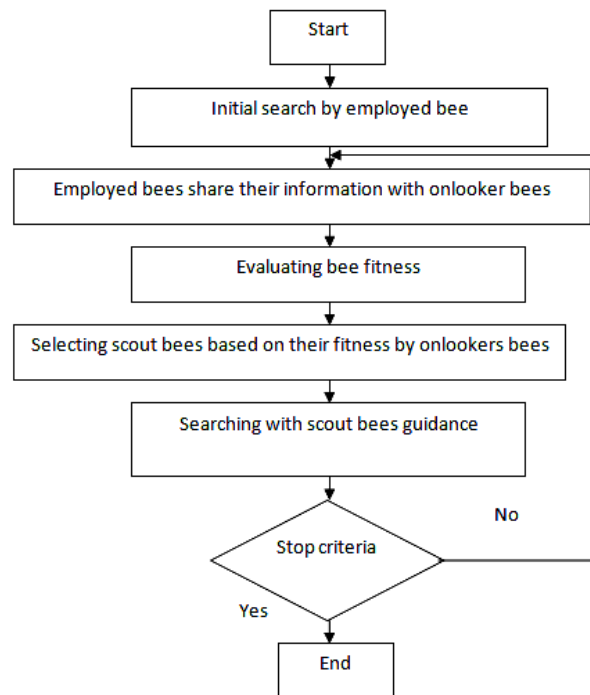 Start
Initial search by employed bee
Employed bees share their information with onlooker bees
Evaluating bee fitness
Selecting scout bees based on their fitness by onlookers bees
Searching with scout bees guidance
No
Stop criteria
Yes
End